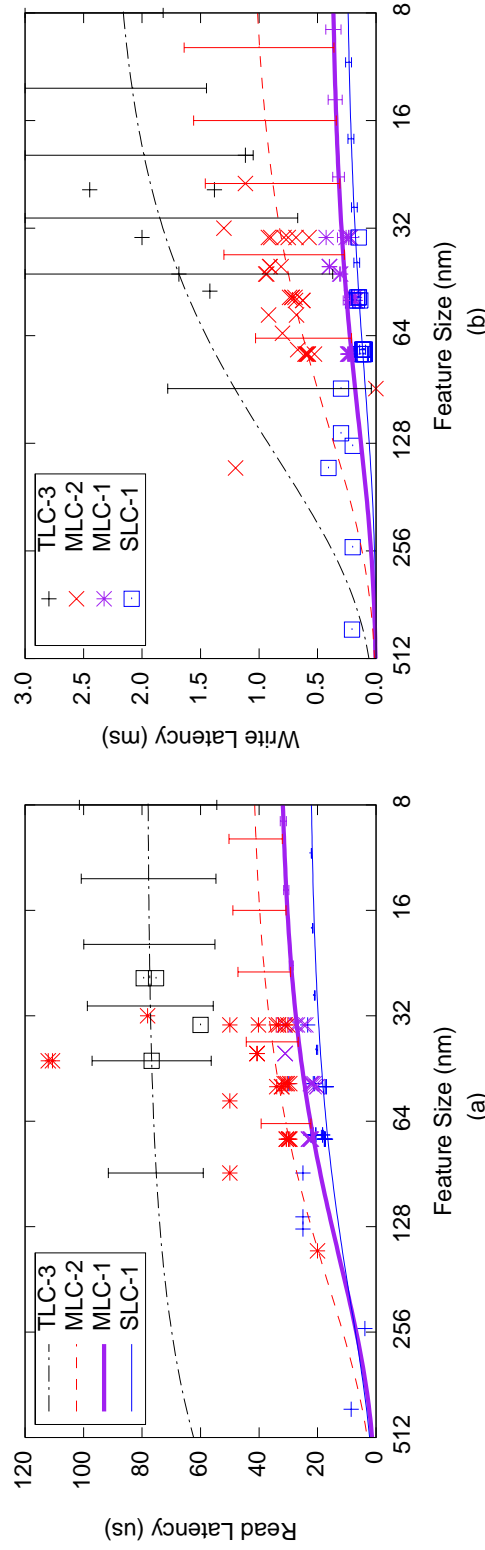 120
100
80
60
40
20
0
512
256
128
64
32
16
8
Read Latency (us)
Feature Size (nm)
(a)
TLC-3
MLC-2
MLC-1
SLC-1
3.0
2.5
2.0
1.5
1.0
0.5
0.0
512
256
128
64
32
16
8
Write Latency (ms)
Feature Size (nm)
(b)
TLC-3
MLC-2
MLC-1
SLC-1